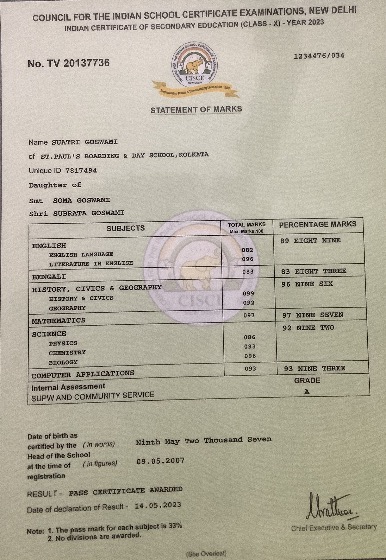 COUNCIL FOR THE INDIAN SCHOOL CERTIFICATE EXAMINATIONS, NEW DELHI
INDIAN CERTIFICATE OF SECONDARY EDUCATION (CLASS - X) - YEAR 2023
No. TV 20137736
1234476/036
CISCE
STATEMENT OF MARKS
Name SUATRI GOSWAMI
of ST.PAUL'S BOARDING & DAY SCHOOL,KOLKATA
Unique ID 7817494
Daughter of
Smt SOMA GOSWAMI
Shri SUBRATA GOSWAMI
SUBJECTS TOTAL MARKS PERCENTAGE MARKS
ENGLISH 89 EIGHT NINE
ENGLISH LANGUAGE 082
LITERATURE IN ENGLISH 096
BENGALI 083 83 EIGHT THREE
HISTORY, CIVICS & GEOGRAPHY 96 NINE SIX
HISTORY & CIVICS 099
GEOGRAPHY 092
MATHEMATICS 097 97 NINE SEVEN
SCIENCE 92 NINE TWO
PHYSICS 086
CHEMISTRY 093
BIOLOGY 096
COMPUTER APPLICATIONS 093 93 NINE THREE
Internal Assessment GRADE
SUPW AND COMMUNITY SERVICE A
Date of birth as
certified by the (in words) Ninth May Two Thousand Seven
Head of the School
at the time of (in figures) 09.05.2007
registration
RESULT - PASS CERTIFICATE AWARDED
Date of declaration of Result - 14.05.2023
Chief Executive & Secretary
Note: 1. The pass mark for each subject is 33%
2. No divisions are awarded.
(See Overleaf)